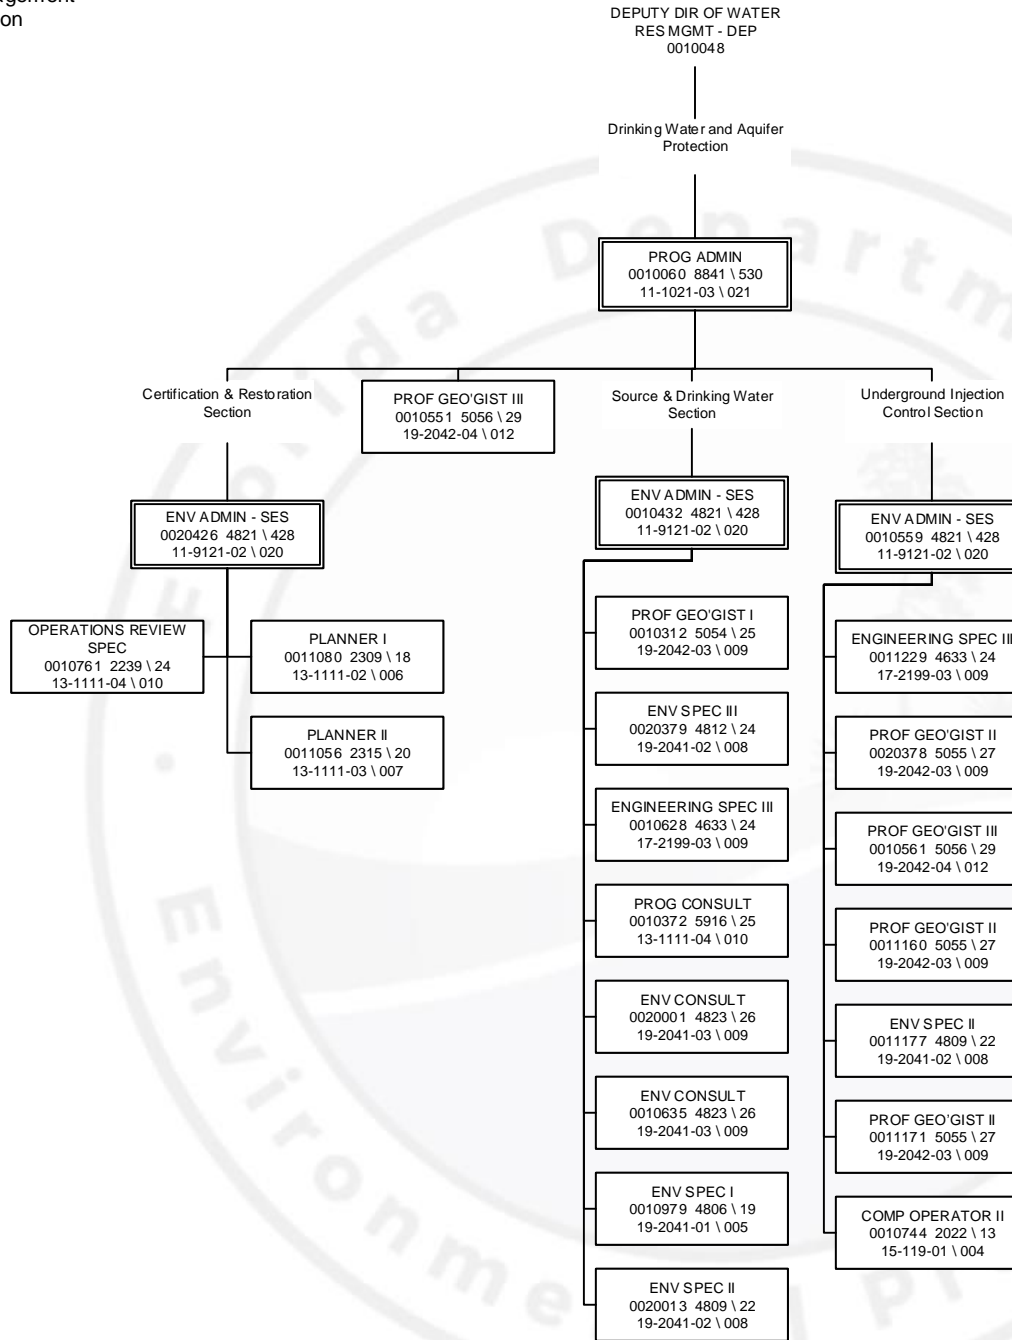 on
DEPUTY DIR OF WATER
RES MGMT - DEP
0010048
Drinking Water and Aquifer
Protection
PROG ADMIN
0010060 8841 \ 530
11-1021-03 \ 021
Certification & Restoration
Section
PROF GEO'GIST III
0010551 5056 \ 29
19-2042-04 \ 012
Source & Drinking Water
Section
Underground Injection
Control Section
ENV ADMIN - SES
0020426 4821 \ 428
11-9121-02 \ 020
ENV ADMIN - SES
0010432 4821 \ 428
11-9121-02 \ 020
ENV ADMIN - SES
0010559 4821 \ 428
11-9121-02 \ 020
OPERATIONS REVIEW
SPEC
0010761 2239 \ 24
13-1111-04 \ 010
PLANNER I
0011080 2309 \ 18
13-1111-02 \ 006
PLANNER II
0011056 2315 \ 20
13-1111-03 \ 007
PROF GEO'GIST I
0010312 5054 \ 25
19-2042-03 \ 009
ENV SPEC III
0020379 4812 \ 24
19-2041-02 \ 008
ENGINEERING SPEC III
0010628 4633 \ 24
17-2199-03 \ 009
PROG CONSULT
0010372 5916 \ 25
13-1111-04 \ 010
ENV CONSULT
0020001 4823 \ 26
19-2041-03 \ 009
ENV CONSULT
0010635 4823 \ 26
19-2041-03 \ 009
ENV SPEC I
0010979 4806 \ 19
19-2041-01 \ 005
ENV SPEC II
0020013 4809 \ 22
19-2041-02 \ 008
ENGINEERING SPEC III
0011229 4633 \ 24
17-2199-03 \ 009
PROF GEO'GIST II
0020378 5055 \ 27
19-2042-03 \ 009
PROF GEO'GIST III
0010561 5056 \ 29
19-2042-04 \ 012
PROF GEO'GIST II
0011160 5055 \ 27
19-2042-03 \ 009
ENV SPEC II
0011177 4809 \ 22
19-2041-02 \ 008
PROF GEO'GIST II
0011171 5055 \ 27
19-2042-03 \ 009
COMP OPERATOR II
0010744 2022 \ 13
15-119-01 \ 004